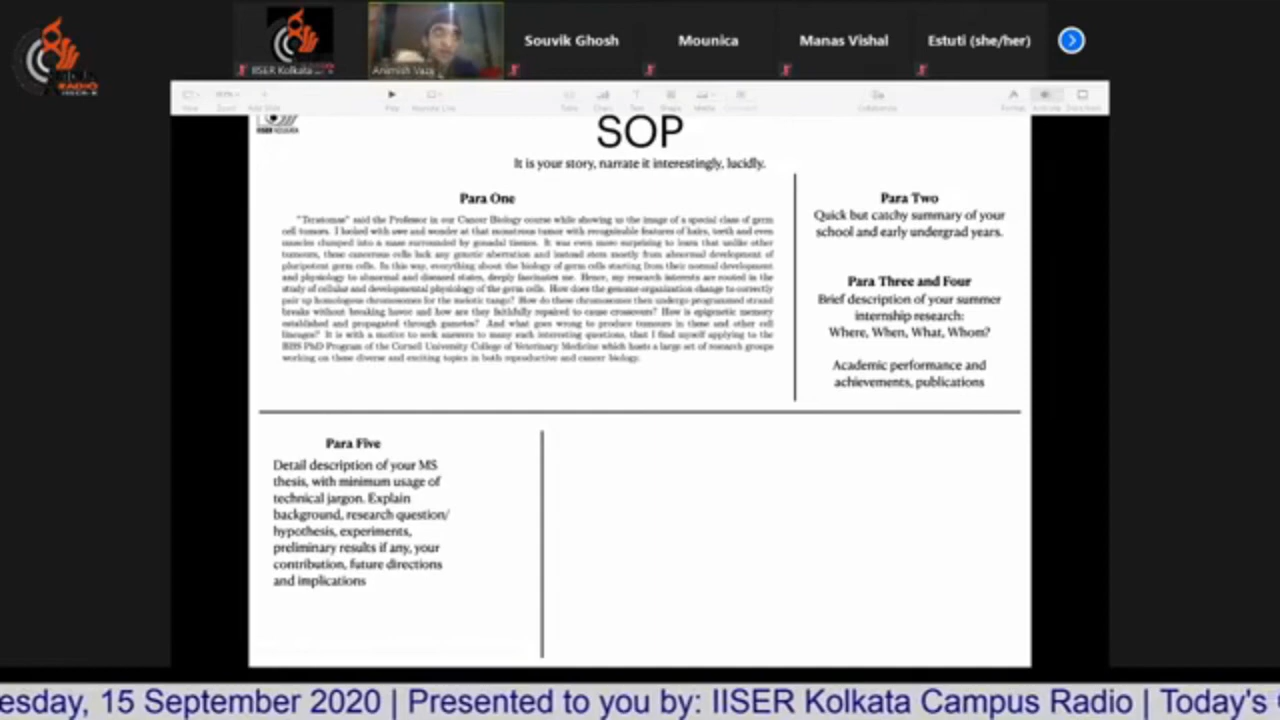 Souvik Ghosh
Mounica
Manas Vishal
Estuti (she/her)
IISER Kolkata
Animish
SOP
It is your story, narrate it interestingly, lucidly.
Para One
"Teratomas" said the Professor in our Cancer Biology course while showing us the image of a special class of germ
cell tumors. I looked with awe and wonder at that monstrous tumor with recognisable features of hairs, teeth and even
muscles clumped into a mass surrounded by gonadal tissues. It was even more surprising to learn that unlike other
tumours, these cancerous cells lack any genetic aberration and instead stem mostly from abnormal development of
pluripotent germ cells. In this way, everything about the biology of germ cells starting from their normal development
and physiology to abnormal and diseased states, deeply fascinates me. Hence, my research interests are rooted in the
study of cellular and developmental physiology of the germ cells. How does the genome organization change to correctly
pair up homologous chromosomes for the meiotic tango? How do these chromosomes then undergo programmed strand
breaks without breaking havoc and how are they faithfully repaired to cause crossovers? How is epigenetic memory
established and propagated through gametes? And what goes wrong to produce tumours in these and other cell
lineages? It is with a motive to seek answers to many such interesting questions, that I find myself applying to the
BBS PhD Program of the Cornell University College of Veterinary Medicine which hosts a large set of research groups
working on these diverse and exciting topics in both reproductive and cancer biology.
Para Two
Quick but catchy summary of your
school and early undergrad years.
Para Three and Four
Brief description of your summer
internship research:
Where, When, What, Whom?
Academic performance and
achievements, publications
Para Five
Detail description of your MS
thesis, with minimum usage of
technical jargon. Explain
background, research question/
hypothesis, experiments,
preliminary results if any, your
contribution, future directions
and implications
esday, 15 September 2020 | Presented to you by: IISER Kolkata Campus Radio | Today's